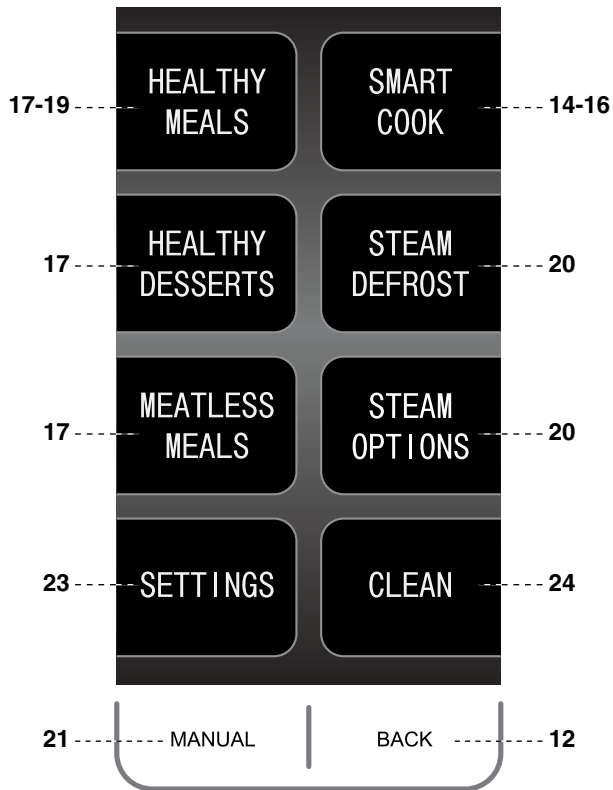 HEALTHY SMART
17-19 MEALS COOK 14-16
HEALTHY STEAM
17 DESSERTS DEFROST 20
MEATLESS STEAM
17 MEALS OPTIONS 20
23 SETTINGS CLEAN 24
21 MANUAL BACK 12